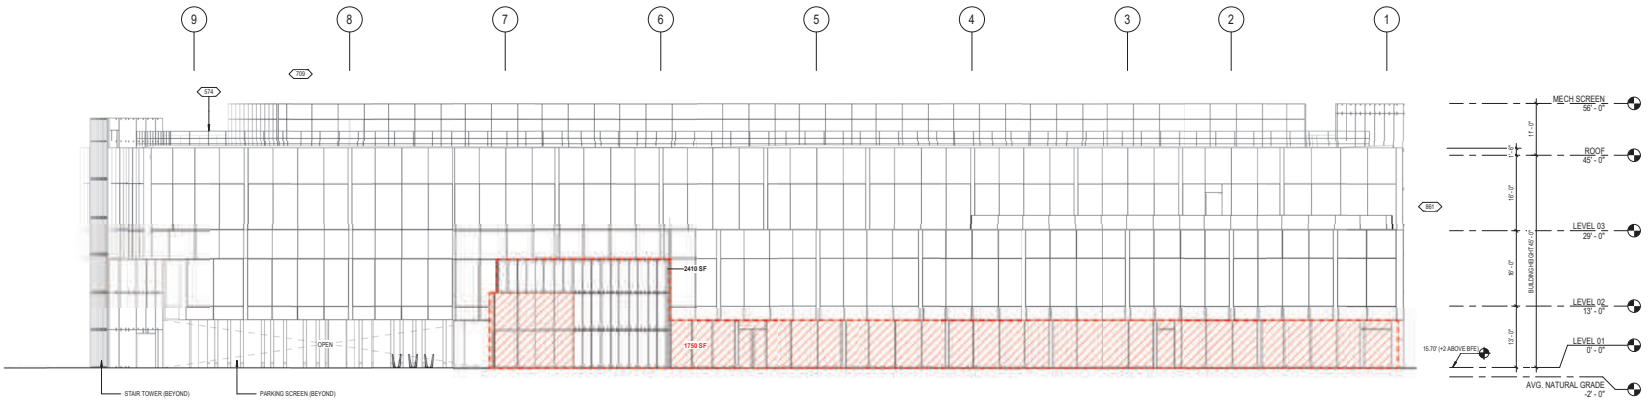 9 8 7 6 5 4 3 2 1
709
574
MECH SCREEN
56' - 0"
11' - 0"
1' - 6"
ROOF
45' - 0"
16' - 0"
861
LEVEL 03
29' - 0"
BUILDING HEIGHT 45'- 0"
16' - 0"
2410 SF
LEVEL 02
13' - 0"
13' - 0"
OPEN
1750 SF
LEVEL 01
0' - 0"
15.70' (+2 ABOVE BFE)
AVG. NATURAL GRADE
-2' - 0"
STAIR TOWER (BEYOND)
PARKING SCREEN (BEYOND)